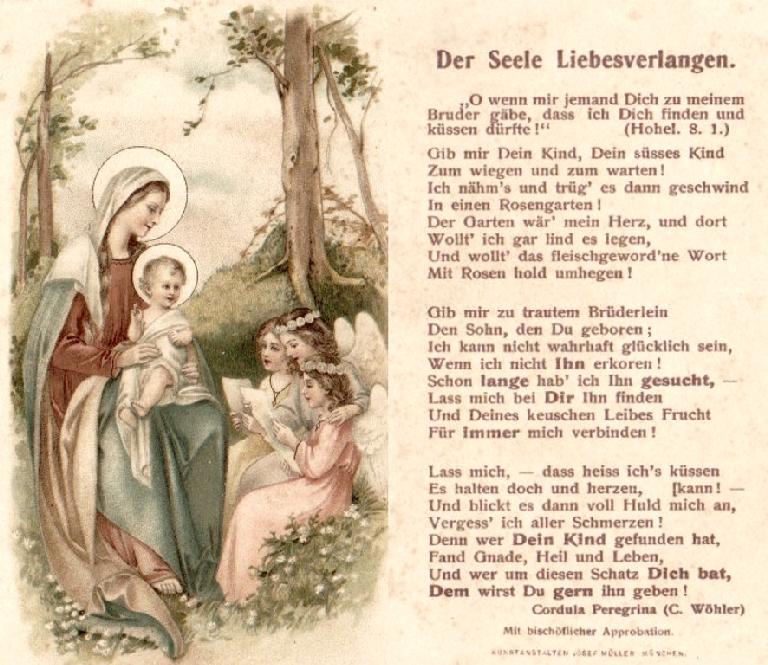 Der Seele Liebesverlangen.
„O wenn mir jemand Dich zu meinem
Bruder gäbe, dass ich Dich finden und
küssen dürfte!“ (Hohel. 8. 1.)
Gib mir Dein Kind, Dein süsses Kind
Zum wiegen und zum warten!
Ich nähm's und trüg' es dann geschwind
In einen Rosengarten!
Der Garten wär' mein Herz, und dort
Wollt' ich gar lind es legen,
Und wollt' das fleischgeword'ne Wort
Mit Rosen hold umhegen!
Gib mir zu trautem Brüderlein
Den Sohn, den Du geboren;
Ich kann nicht wahrhaft glücklich sein,
Wenn ich nicht Ihn erkoren!
Schon lange hab' ich Ihn gesucht, —
Lass mich bei Dir Ihn finden
Und Deines keuschen Leibes Frucht
Für immer mich verbinden!
Lass mich, — dass heiss ich's küssen
Es halten doch und herzen, [kann! —
Und blickt es dann voll Huld mich an,
Vergess' ich aller Schmerzen!
Denn wer Dein Kind gefunden hat,
Fand Gnade, Heil und Leben,
Und wer um diesen Schatz Dich bat,
Dem wirst Du gern ihn geben!
Cordula Peregrina (C. Wöhler)
Mit bischöflicher Approbation.
KUNSTANSTALTEN JOSEF MÜLLER MÜNCHEN.